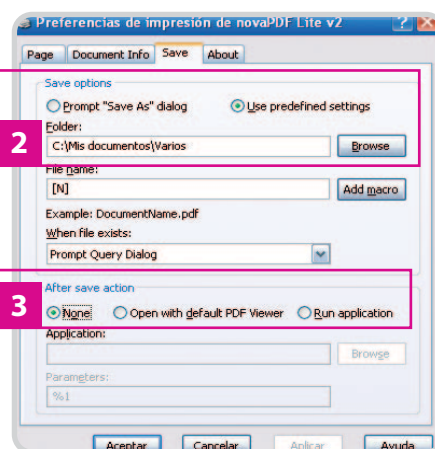 Preferencias de impresión de novaPDF Lite v2
Page Document Info Save About
Save options
Prompt "Save As" dialog Use predefined settings
2
Folder:
C:\Mis documentos\Varios Browse
File name:
[N] Add macro
Example: DocumentName.pdf
When file exists:
Prompt Query Dialog
After save action
3
None Open with default PDF Viewer Run application
Application:
Browse
Parameters:
%1
Aceptar Cancelar Aplicar Ayuda